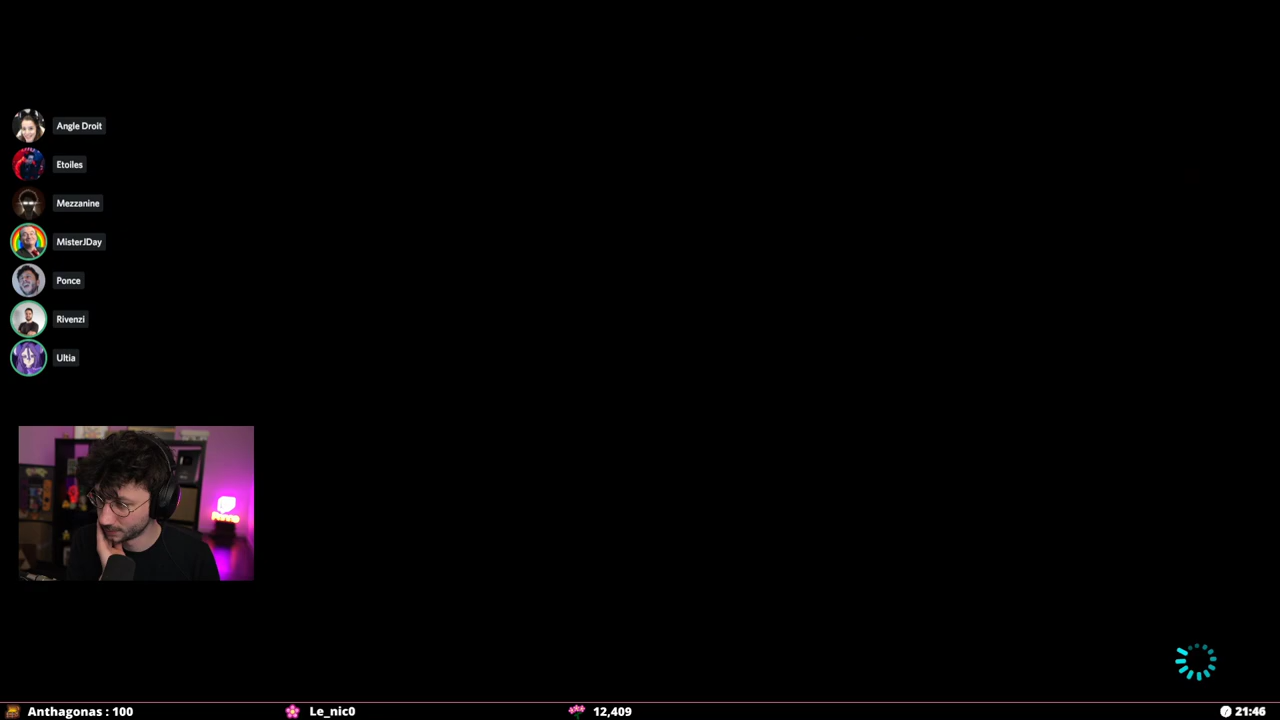 Angle Droit
Etoiles
Mezzanine
MisterJDay
Ponce
Rivenzi
Ultia
Anthagonas : 100
Le_nic0
12,409
21:46